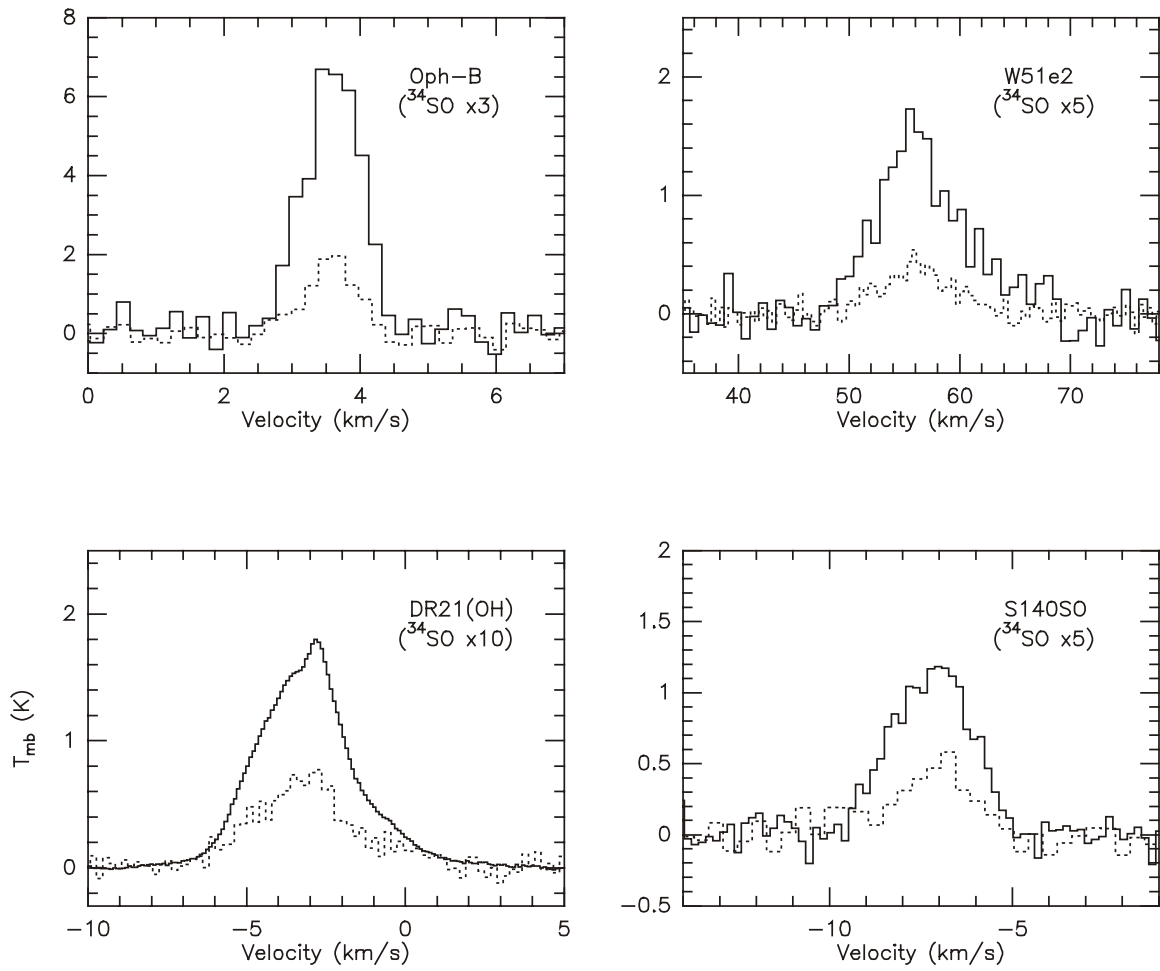 8
6
4
2
0
Oph-B
(³⁴SO x3)
0 2 4 6
Velocity (km/s)
2
1
0
W51e2
(³⁴SO x5)
40 50 60 70
Velocity (km/s)
T_mb (K)
2
1
0
DR21(OH)
(³⁴SO x10)
-10 -5 0 5
Velocity (km/s)
2
1.5
1
0.5
0
-0.5
S140SO
(³⁴SO x5)
-10 -5
Velocity (km/s)